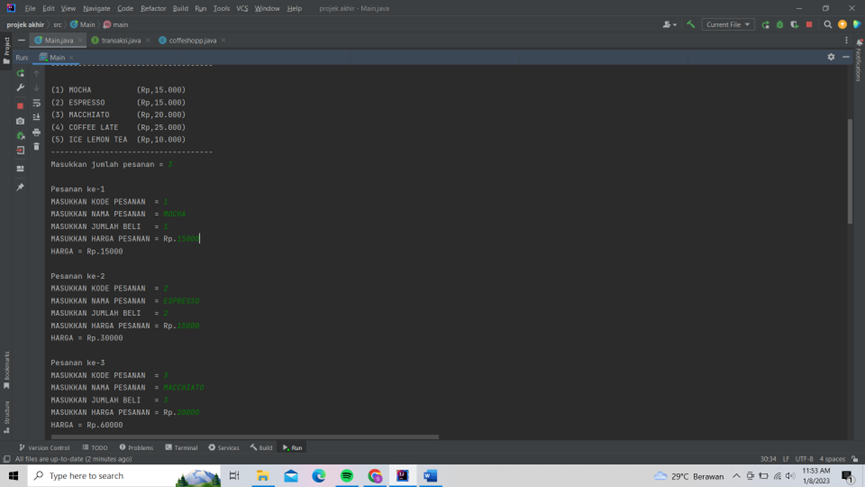 File Edit View Navigate Code Refactor Build Run Tools VCS Window Help projek akhir - Main.java
projek akhir src Main main Current File
Main.java transaksi.java coffeshopp.java
Run: Main
(1) MOCHA (Rp,15.000)
(2) ESPRESSO (Rp,15.000)
(3) MACCHIATO (Rp,20.000)
(4) COFFEE LATE (Rp,25.000)
(5) ICE LEMON TEA (Rp,10.000)
------------------------------------
Masukkan jumlah pesanan = 3
Pesanan ke-1
MASUKKAN KODE PESANAN = 1
MASUKKAN NAMA PESANAN = MOCHA
MASUKKAN JUMLAH BELI = 1
MASUKKAN HARGA PESANAN = Rp.15000
HARGA = Rp.15000
Pesanan ke-2
MASUKKAN KODE PESANAN = 2
MASUKKAN NAMA PESANAN = ESPRESSO
MASUKKAN JUMLAH BELI = 2
MASUKKAN HARGA PESANAN = Rp.15000
HARGA = Rp.30000
Pesanan ke-3
MASUKKAN KODE PESANAN = 3
MASUKKAN NAMA PESANAN = MACCHIATO
MASUKKAN JUMLAH BELI = 3
MASUKKAN HARGA PESANAN = Rp.20000
HARGA = Rp.60000
Project
Bookmarks
Structure
Notifications
Version Control TODO Problems Terminal Services Build Run
All files are up-to-date (2 minutes ago) 30:34 LF UTF-8 4 spaces
Type here to search 29°C Berawan 11:53 AM
1/8/2023